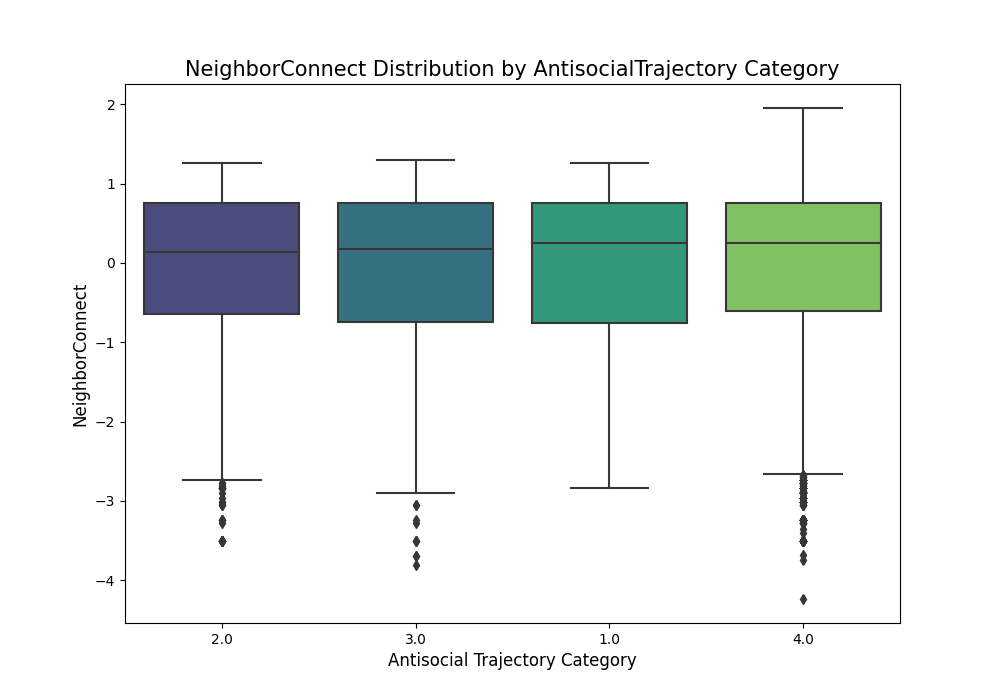 NeighborConnect Distribution by AntisocialTrajectory Category
NeighborConnect
2
1
0
−1
−2
−3
−4
2.0 3.0 1.0 4.0
Antisocial Trajectory Category